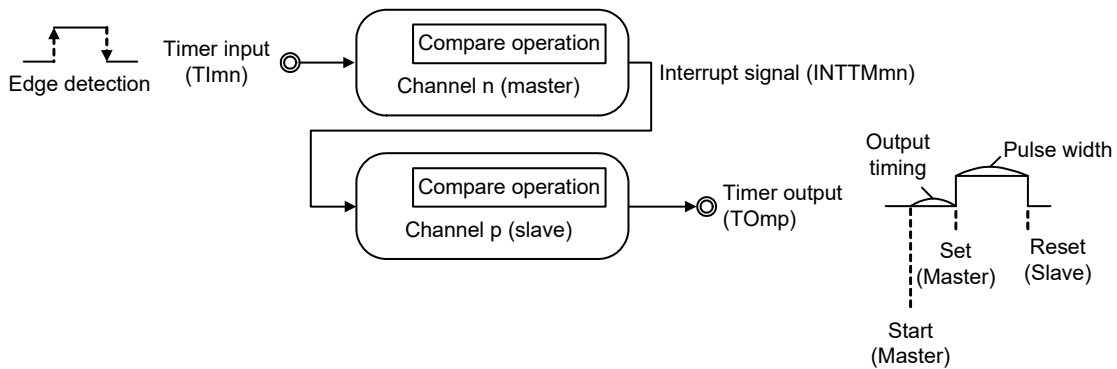 Edge detection
Timer input
(TImn)
Compare operation
Channel n (master)
Interrupt signal (INTTMmn)
Compare operation
Channel p (slave)
Timer output
(TOmp)
Output
timing
Pulse width
Set
(Master)
Reset
(Slave)
Start
(Master)